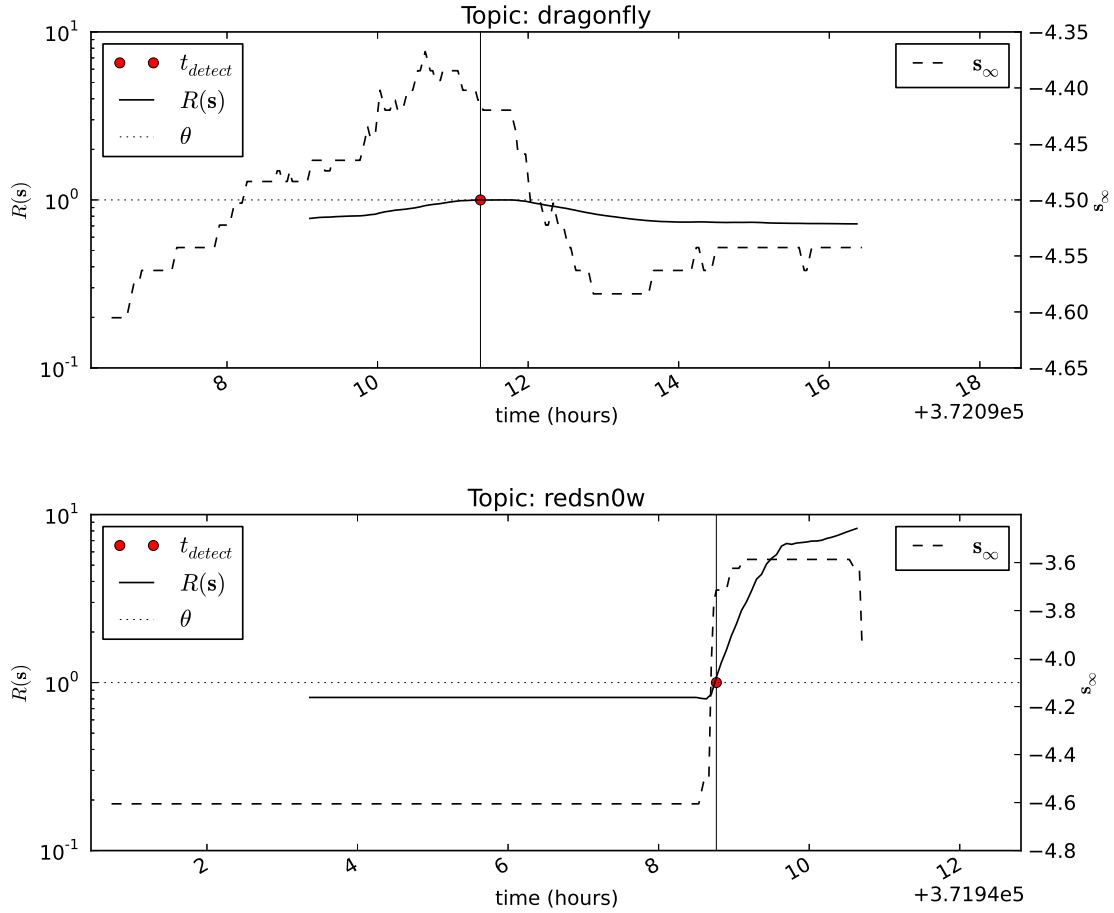 Topic: dragonfly
10^1
10^0
10^-1
R(s)
t_detect
R(s)
θ
s_∞
−4.35
−4.40
−4.45
−4.50
−4.55
−4.60
−4.65
s_∞
8
10
12
14
16
18
time (hours)
+3.7209e5
Topic: redsn0w
10^1
10^0
10^-1
R(s)
t_detect
R(s)
θ
s_∞
−3.6
−3.8
−4.0
−4.2
−4.4
−4.6
−4.8
s_∞
2
4
6
8
10
12
time (hours)
+3.7194e5